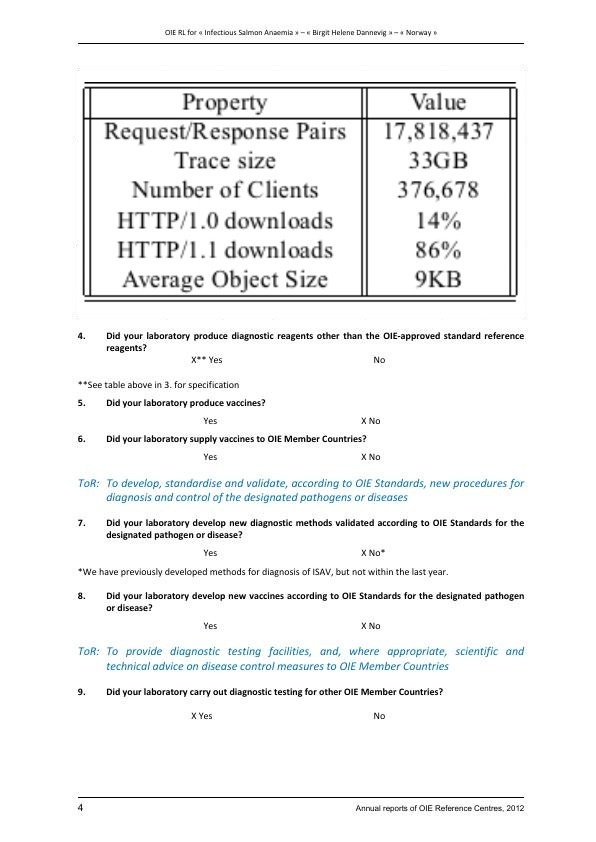 OIE RL for « Infectious Salmon Anaemia » – « Birgit Helene Dannevig » – « Norway »
Property Value
Request/Response Pairs 17,818,437
Trace size 33GB
Number of Clients 376,678
HTTP/1.0 downloads 14%
HTTP/1.1 downloads 86%
Average Object Size 9KB
4. Did your laboratory produce diagnostic reagents other than the OIE-approved standard reference
reagents?
X** Yes No
**See table above in 3. for specification
5. Did your laboratory produce vaccines?
Yes X No
6. Did your laboratory supply vaccines to OIE Member Countries?
Yes X No
ToR: To develop, standardise and validate, according to OIE Standards, new procedures for
diagnosis and control of the designated pathogens or diseases
7. Did your laboratory develop new diagnostic methods validated according to OIE Standards for the
designated pathogen or disease?
Yes X No*
*We have previously developed methods for diagnosis of ISAV, but not within the last year.
8. Did your laboratory develop new vaccines according to OIE Standards for the designated pathogen
or disease?
Yes X No
ToR: To provide diagnostic testing facilities, and, where appropriate, scientific and
technical advice on disease control measures to OIE Member Countries
9. Did your laboratory carry out diagnostic testing for other OIE Member Countries?
X Yes No
4 Annual reports of OIE Reference Centres, 2012